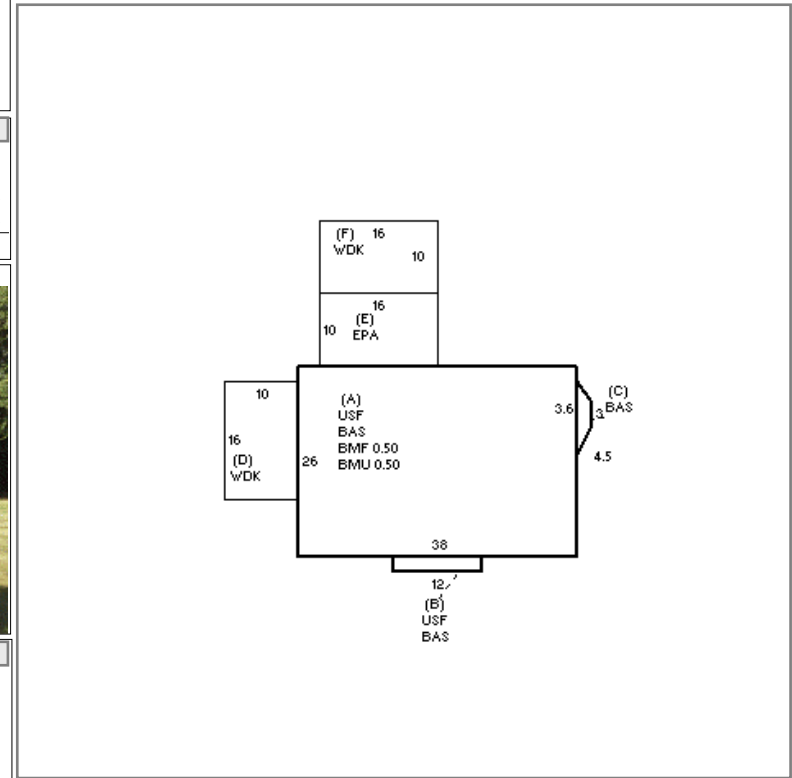 (F) 16
WDK
10
16
(E)
10
EPA
10
(A)
USF
BAS
BMF 0.50
BMU 0.50
(C)
BAS
3.6
3
16
(D)
WDK
26
4.5
38
12
(B)
USF
BAS